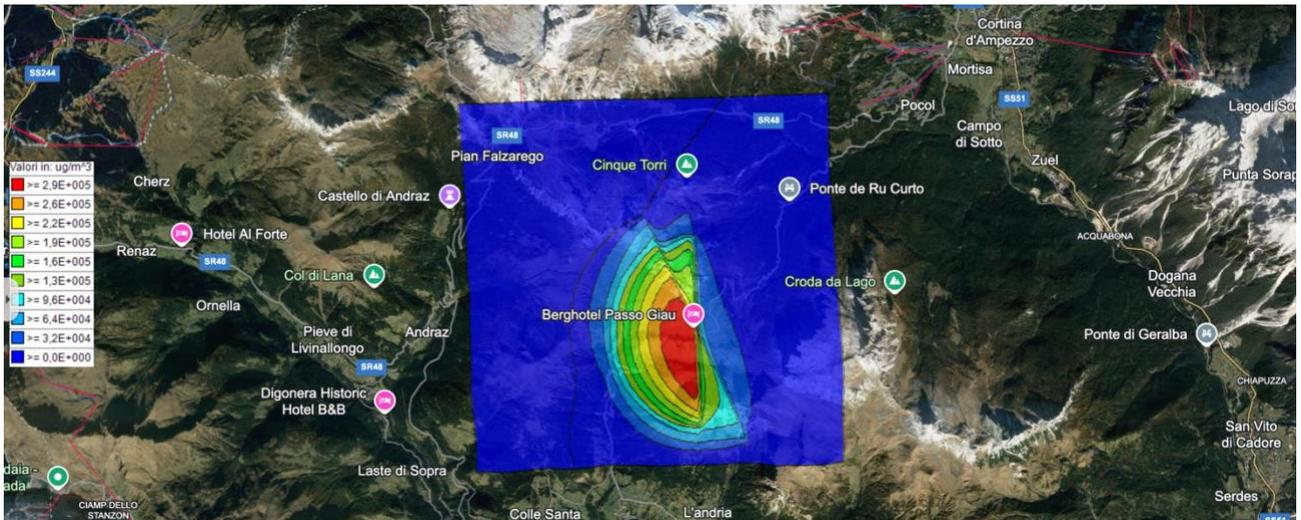 Cortina
d'Ampezzo
SS244
Mortisa
SS51
Pocol
Lago di So
SR48
SR48
Campo
di Sotto
Pian Falzarego
Cinque Torri
Zuel
Valori in: ug/m^3
>= 2,9E+005
>= 2,6E+005
>= 2,2E+005
>= 1,9E+005
>= 1,6E+005
>= 1,3E+005
>= 9,6E+004
>= 6,4E+004
>= 3,2E+004
>= 0,0E+000
Cherz
Castello di Andraz
Ponte de Ru Curto
Punta Sorap
Hotel Al Forte
Renaz
SR48
ACQUABONA
Col di Lana
Croda da Lago
Dogana
Vecchia
Ornella
Berghotel Passo Giau
Pieve di
Livinallongo
Andraz
Ponte di Geralba
SR48
CHIAPUZZA
Digonera Historic
Hotel B&B
San Vito
di Cadore
Laste di Sopra
daia -
ada
CIAMP DELLO
STANZON
Colle Santa
L'andria
Serdes
SS51